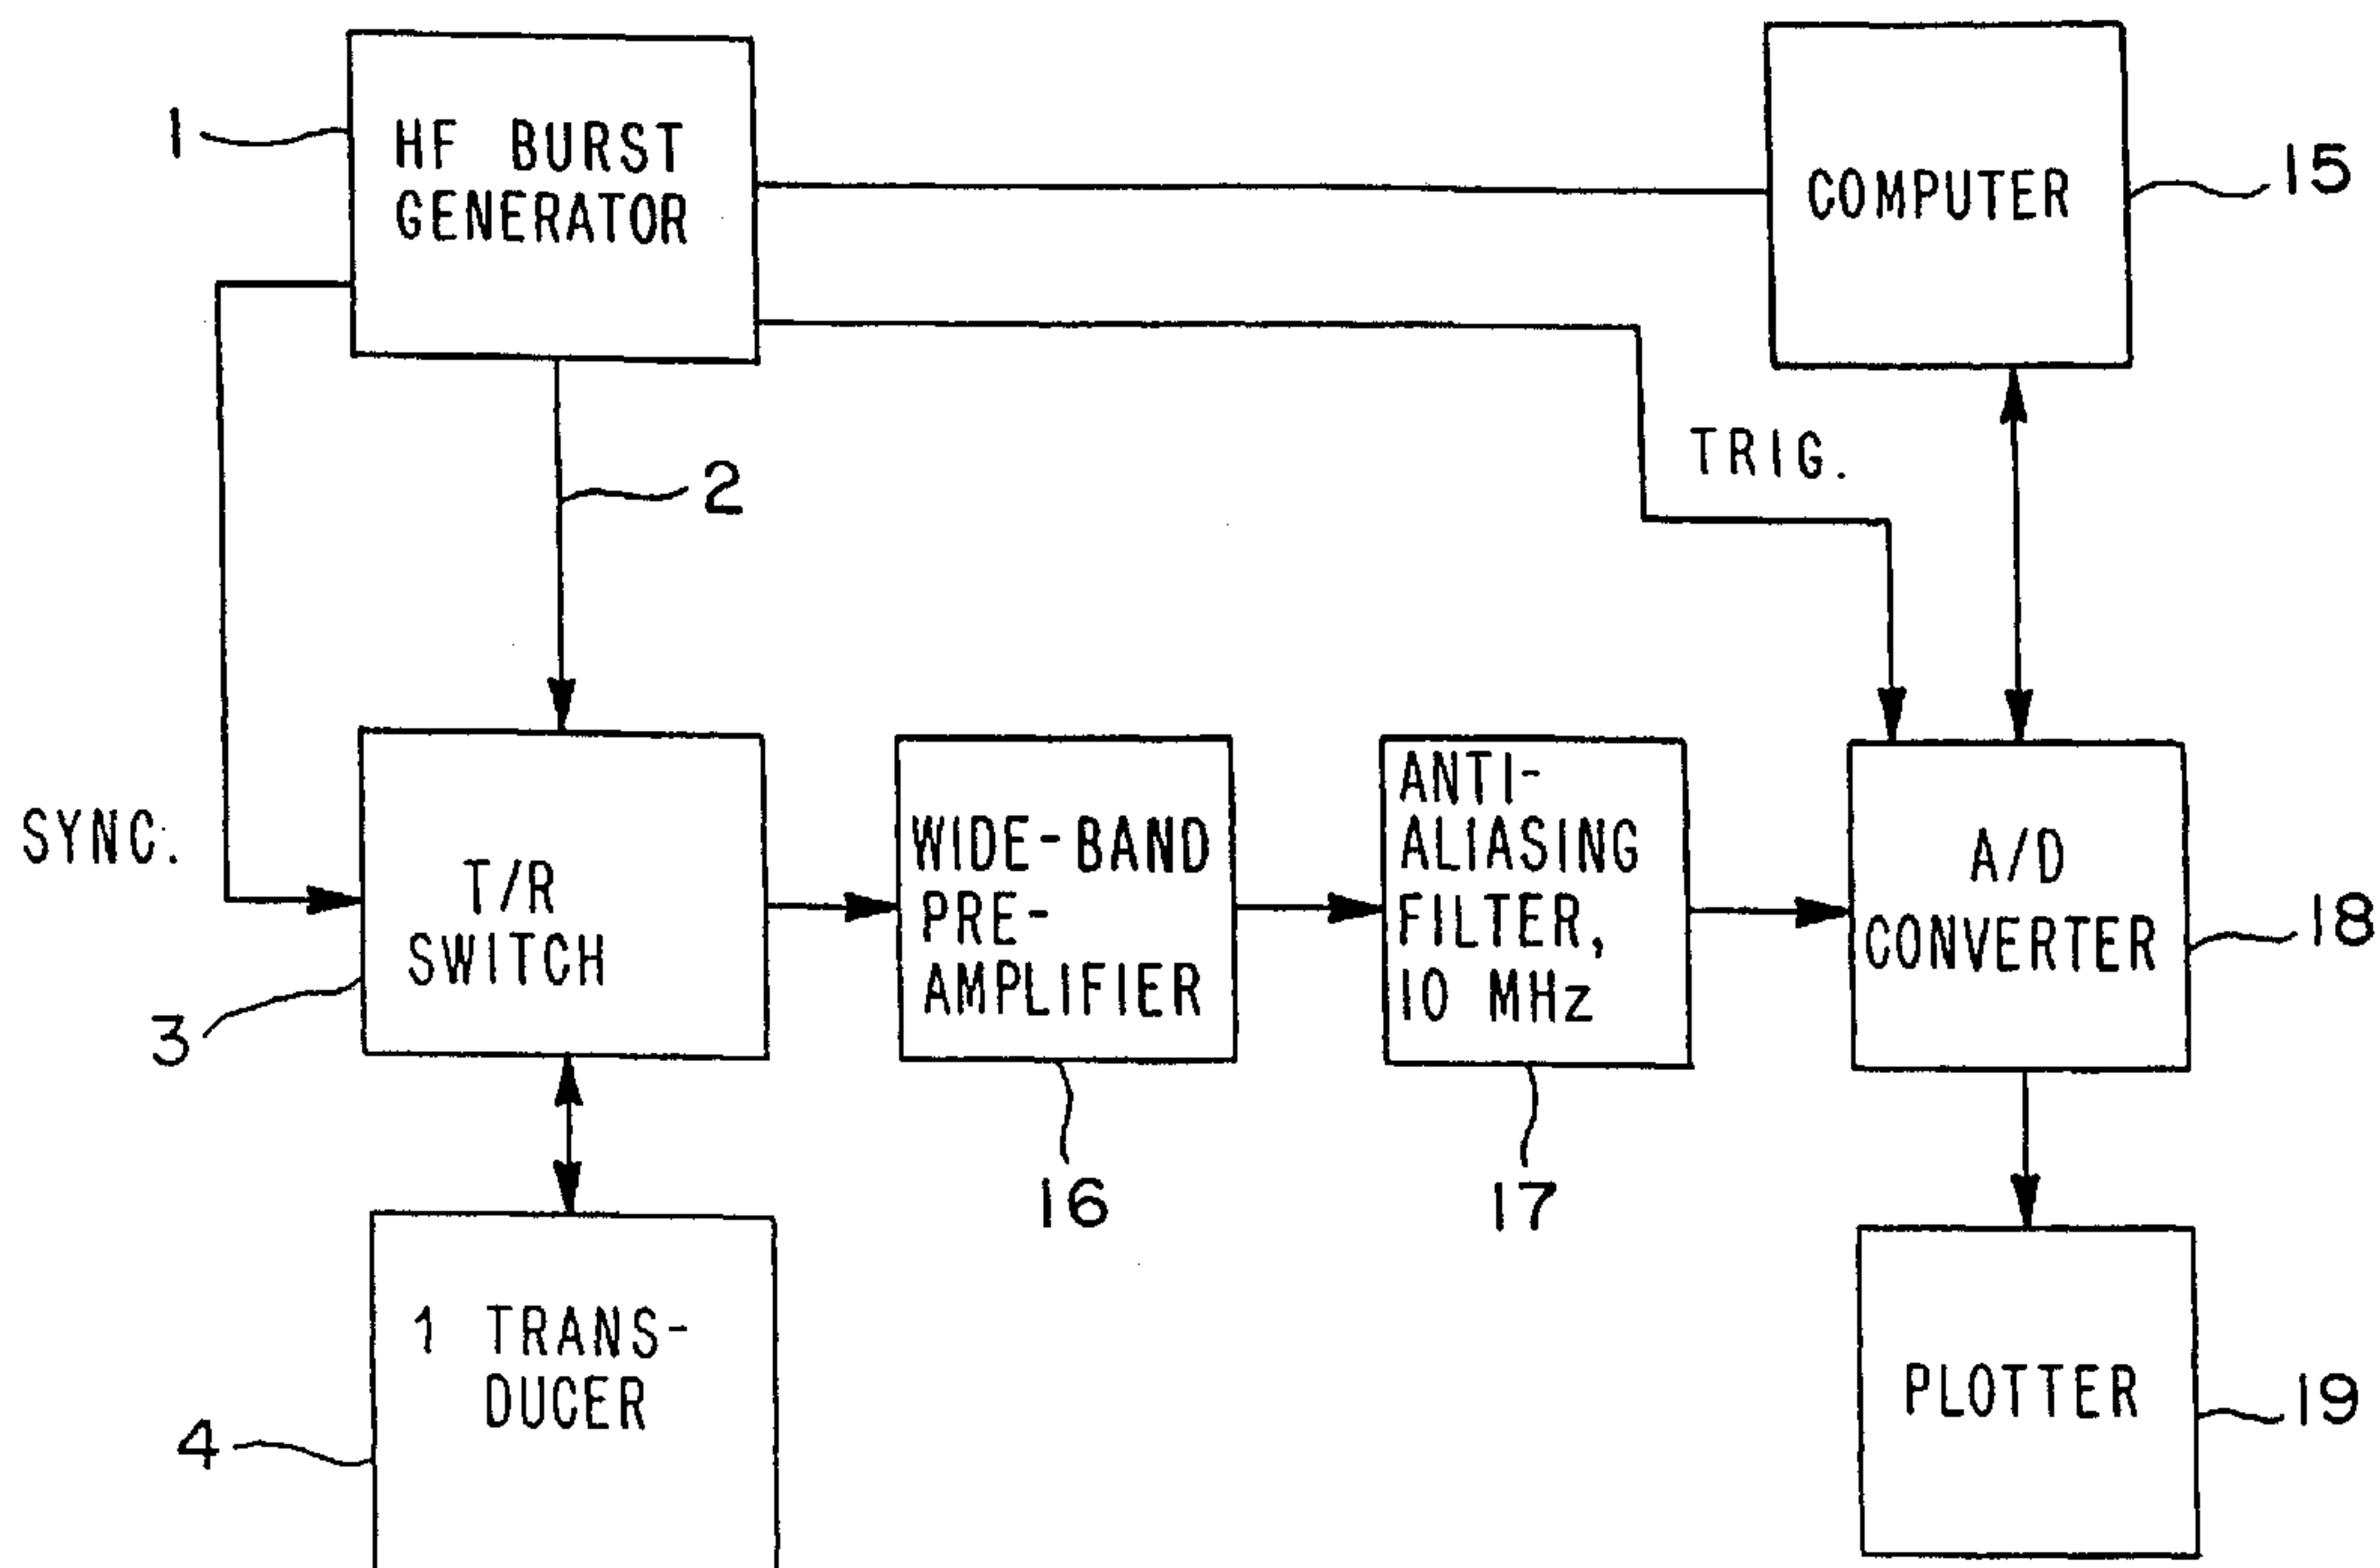 1
HF BURST
GENERATOR
COMPUTER
15
2
TRIG.
SYNC.
T/R
SWITCH
3
WIDE-BAND
PRE-
AMPLIFIER
16
ANTI-
ALIASING
FILTER,
10 MHz
17
A/D
CONVERTER
18
1 TRANS-
DUCER
4
PLOTTER
19